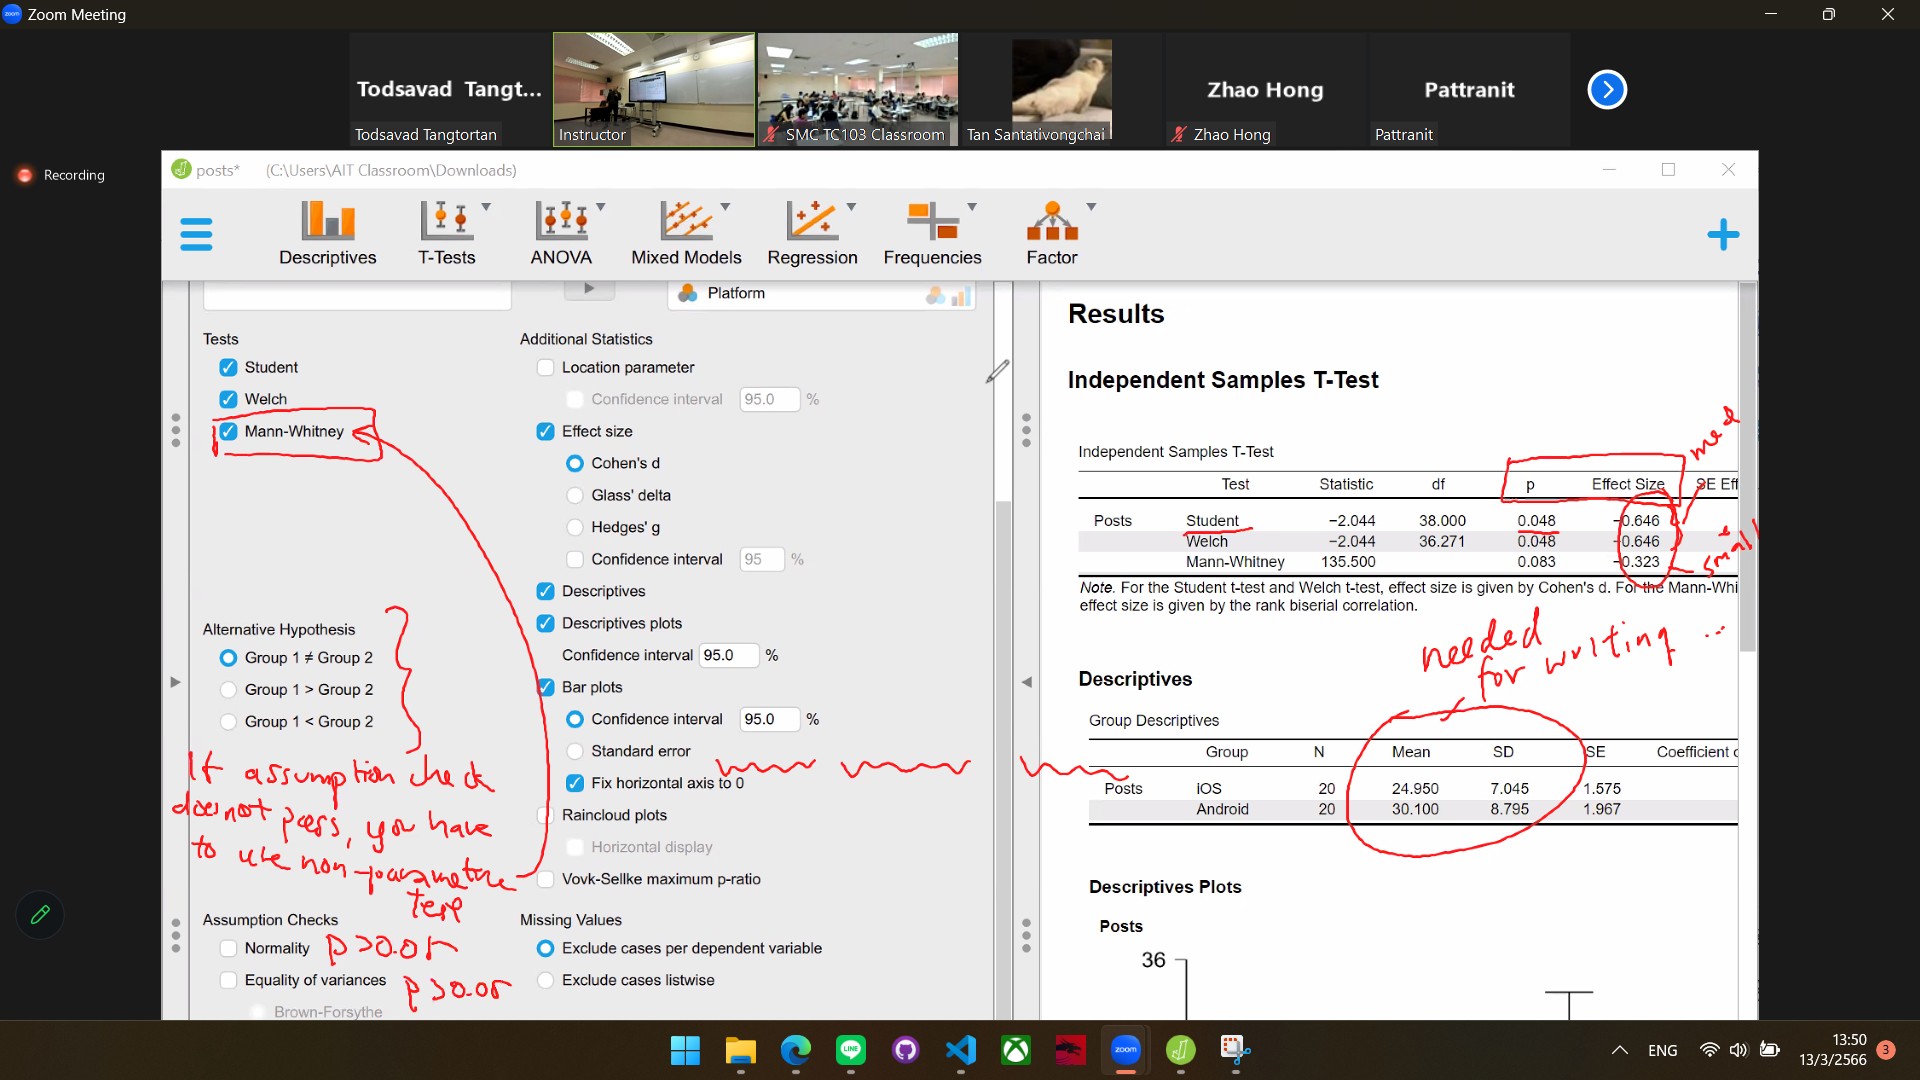 Zoom Meeting
Todsavad Tangt...
Zhao Hong
Pattranit
Todsavad Tangtortan
Instructor
SMC TC103 Classroom
Tan Santativongchai
Zhao Hong
Pattranit
Recording
posts* (C:\Users\AIT Classroom\Downloads)
Descriptives
T-Tests
ANOVA
Mixed Models
Regression
Frequencies
Factor
Platform
Tests
Student
Welch
Mann-Whitney
Alternative Hypothesis
Group 1 ≠ Group 2
Group 1 > Group 2
Group 1 < Group 2
If assumption check
does not pass, you have
to use non-parametric
test
Assumption Checks
Normality p>0.05
Equality of variances p>0.05
Brown-Forsythe
Additional Statistics
Location parameter
Confidence interval 95.0 %
Effect size
Cohen's d
Glass' delta
Hedges' g
Confidence interval 95 %
Descriptives
Descriptives plots
Confidence interval 95.0 %
Bar plots
Confidence interval 95.0 %
Standard error
Fix horizontal axis to 0
Raincloud plots
Horizontal display
Vovk-Sellke maximum p-ratio
Missing Values
Exclude cases per dependent variable
Exclude cases listwise
Results
Independent Samples T-Test
Independent Samples T-Test
med
Test Statistic df p Effect Size SE Eff
Posts Student −2.044 38.000 0.048 −0.646
Welch −2.044 36.271 0.048 −0.646
Mann-Whitney 135.500 0.083 −0.323
small
Note. For the Student t-test and Welch t-test, effect size is given by Cohen's d. For the Mann-Whi
effect size is given by the rank biserial correlation.
needed
for writing ...
Descriptives
Group Descriptives
Group N Mean SD SE Coefficient o
Posts iOS 20 24.950 7.045 1.575
Android 20 30.100 8.795 1.967
Descriptives Plots
Posts
36
LINE
zoom
ENG
13:50
13/3/2566
3